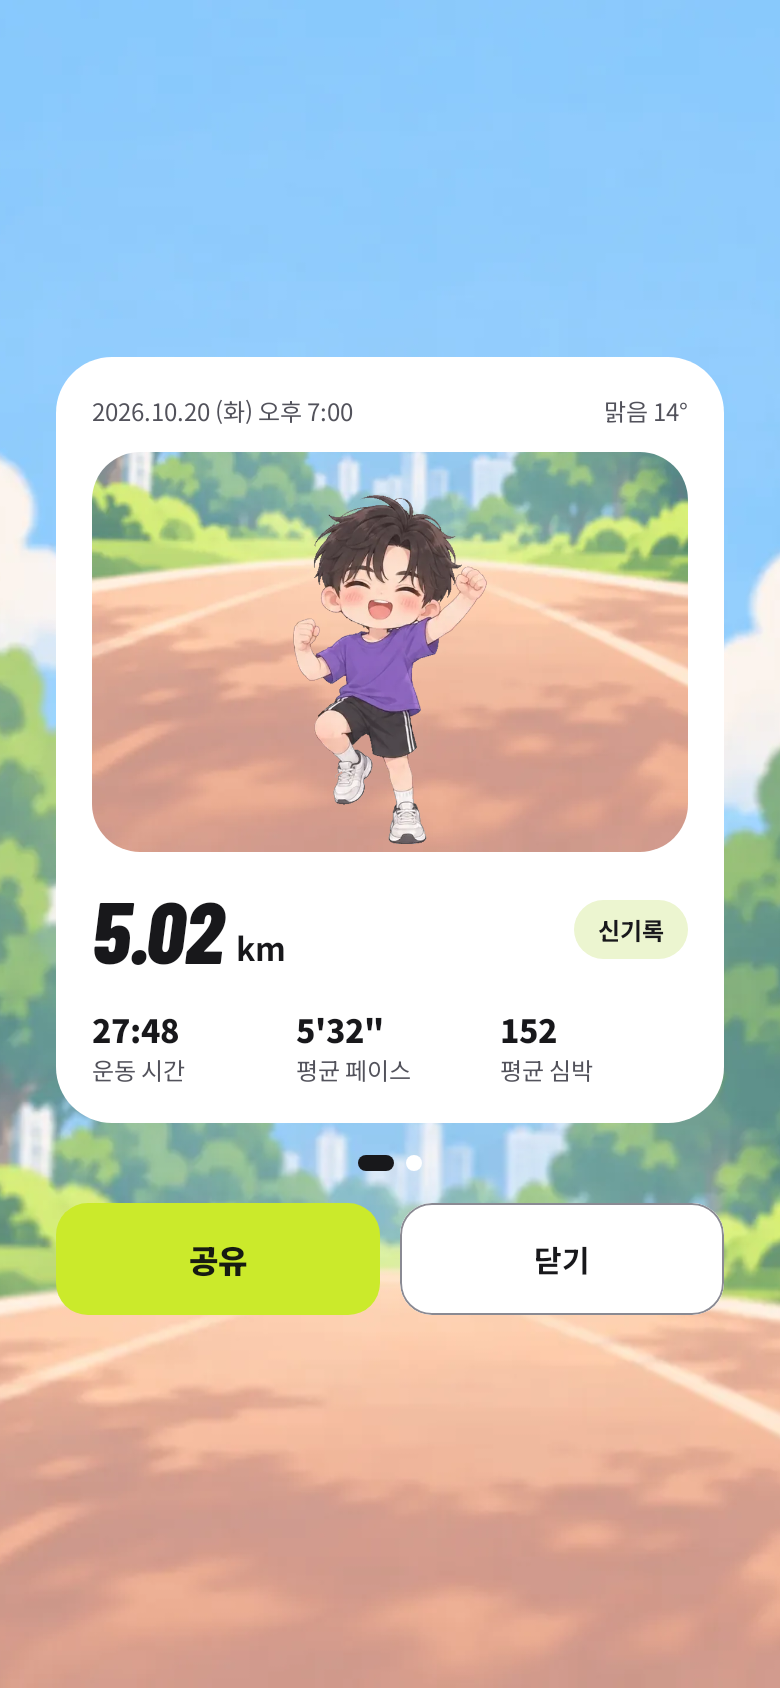 2026.10.20 (화) 오후 7:00 맑음 14°
5.02 km 신기록
27:48 5'32" 152
운동 시간 평균 페이스 평균 심박
공유 닫기